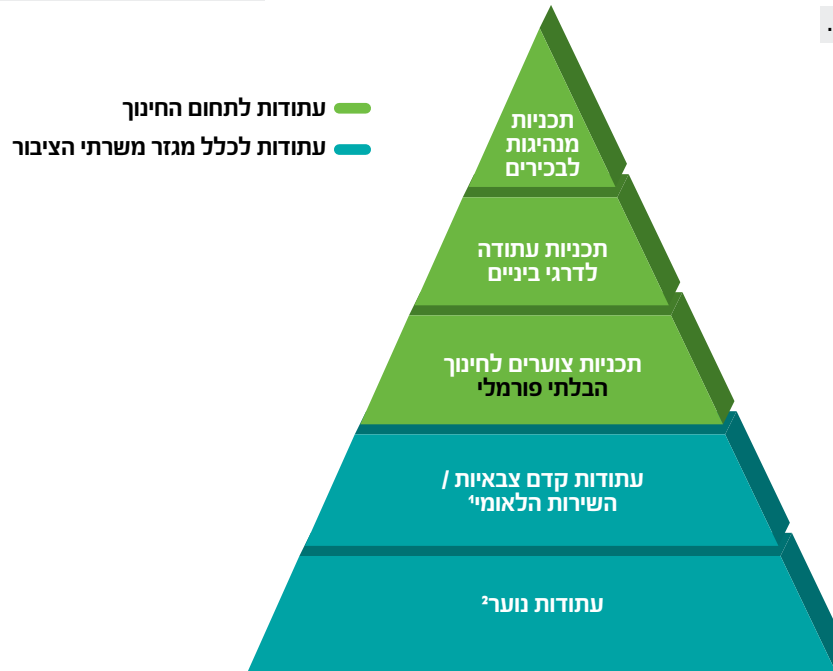 .
עתודות לתחום החינוך
עתודות לכלל מגזר משרתי הציבור
תכניות
מנהיגות
לבכירים
תכניות עתודה
לדרגי ביניים
תכניות צוערים לחינוך
הבלתי פורמלי
עתודות קדם צבאיות /
השירות הלאומי¹
עתודות נוער²